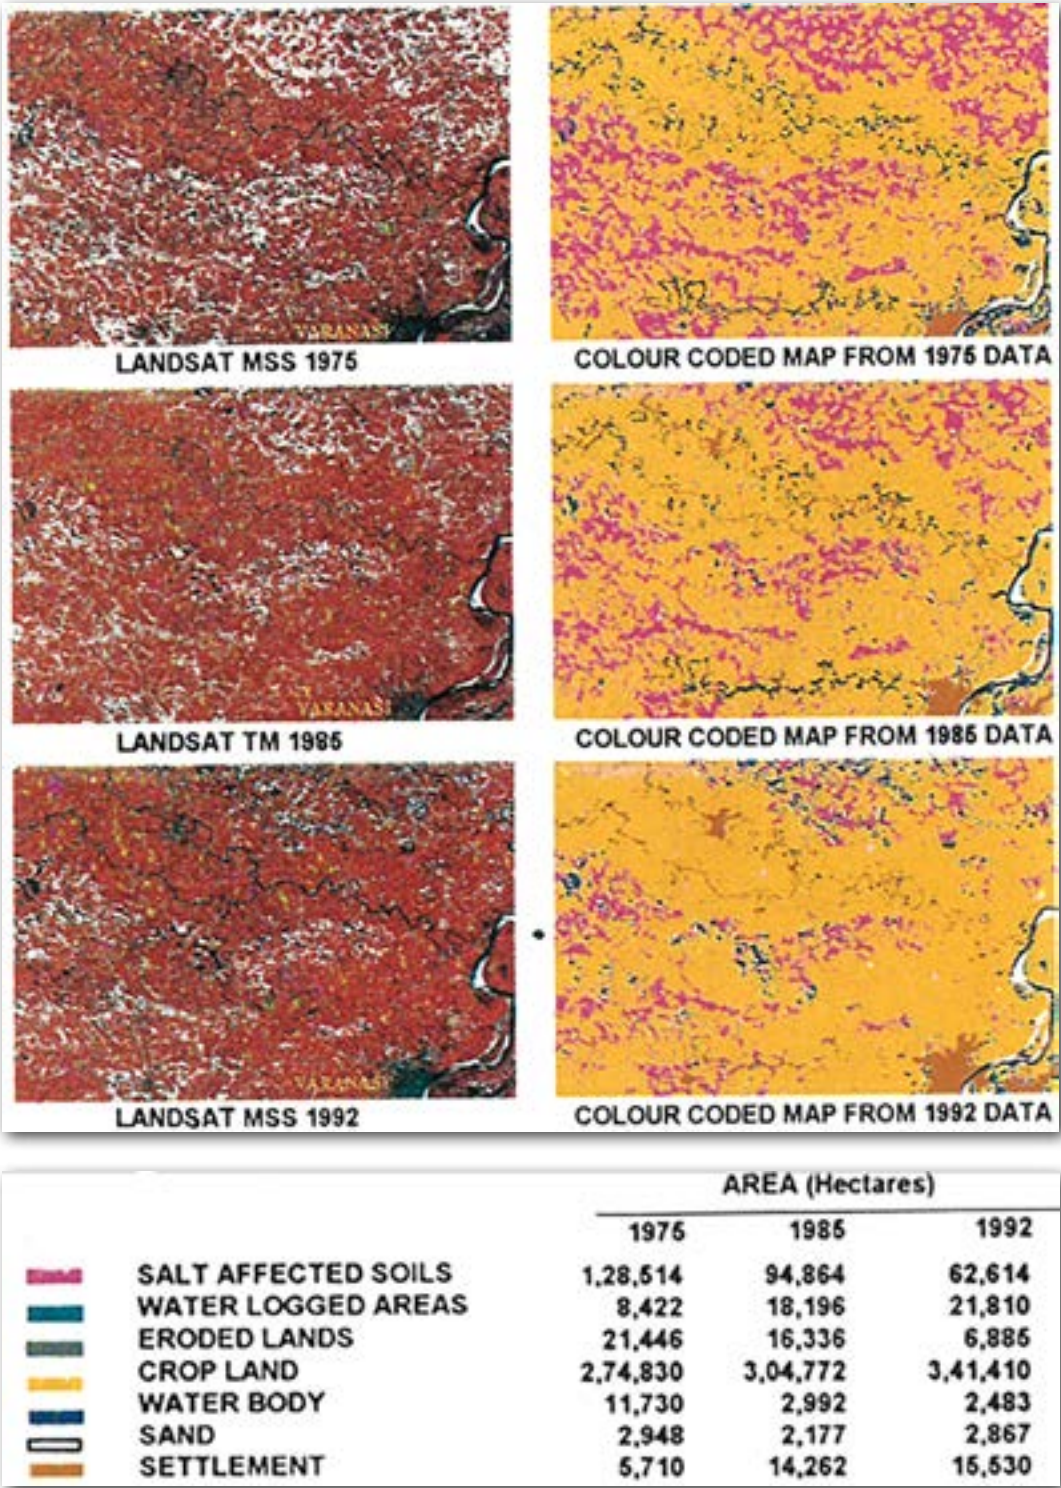 VARANASI
LANDSAT MSS 1975
COLOUR CODED MAP FROM 1975 DATA
VARANASI
LANDSAT TM 1985
COLOUR CODED MAP FROM 1985 DATA
VARANASI
LANDSAT MSS 1992
COLOUR CODED MAP FROM 1992 DATA
AREA (Hectares)
1975 1985 1992
SALT AFFECTED SOILS 1,28,514 94,864 62,614
WATER LOGGED AREAS 8,422 18,196 21,810
ERODED LANDS 21,446 16,336 6,885
CROP LAND 2,74,830 3,04,772 3,41,410
WATER BODY 11,730 2,992 2,483
SAND 2,948 2,177 2,867
SETTLEMENT 5,710 14,262 15,530